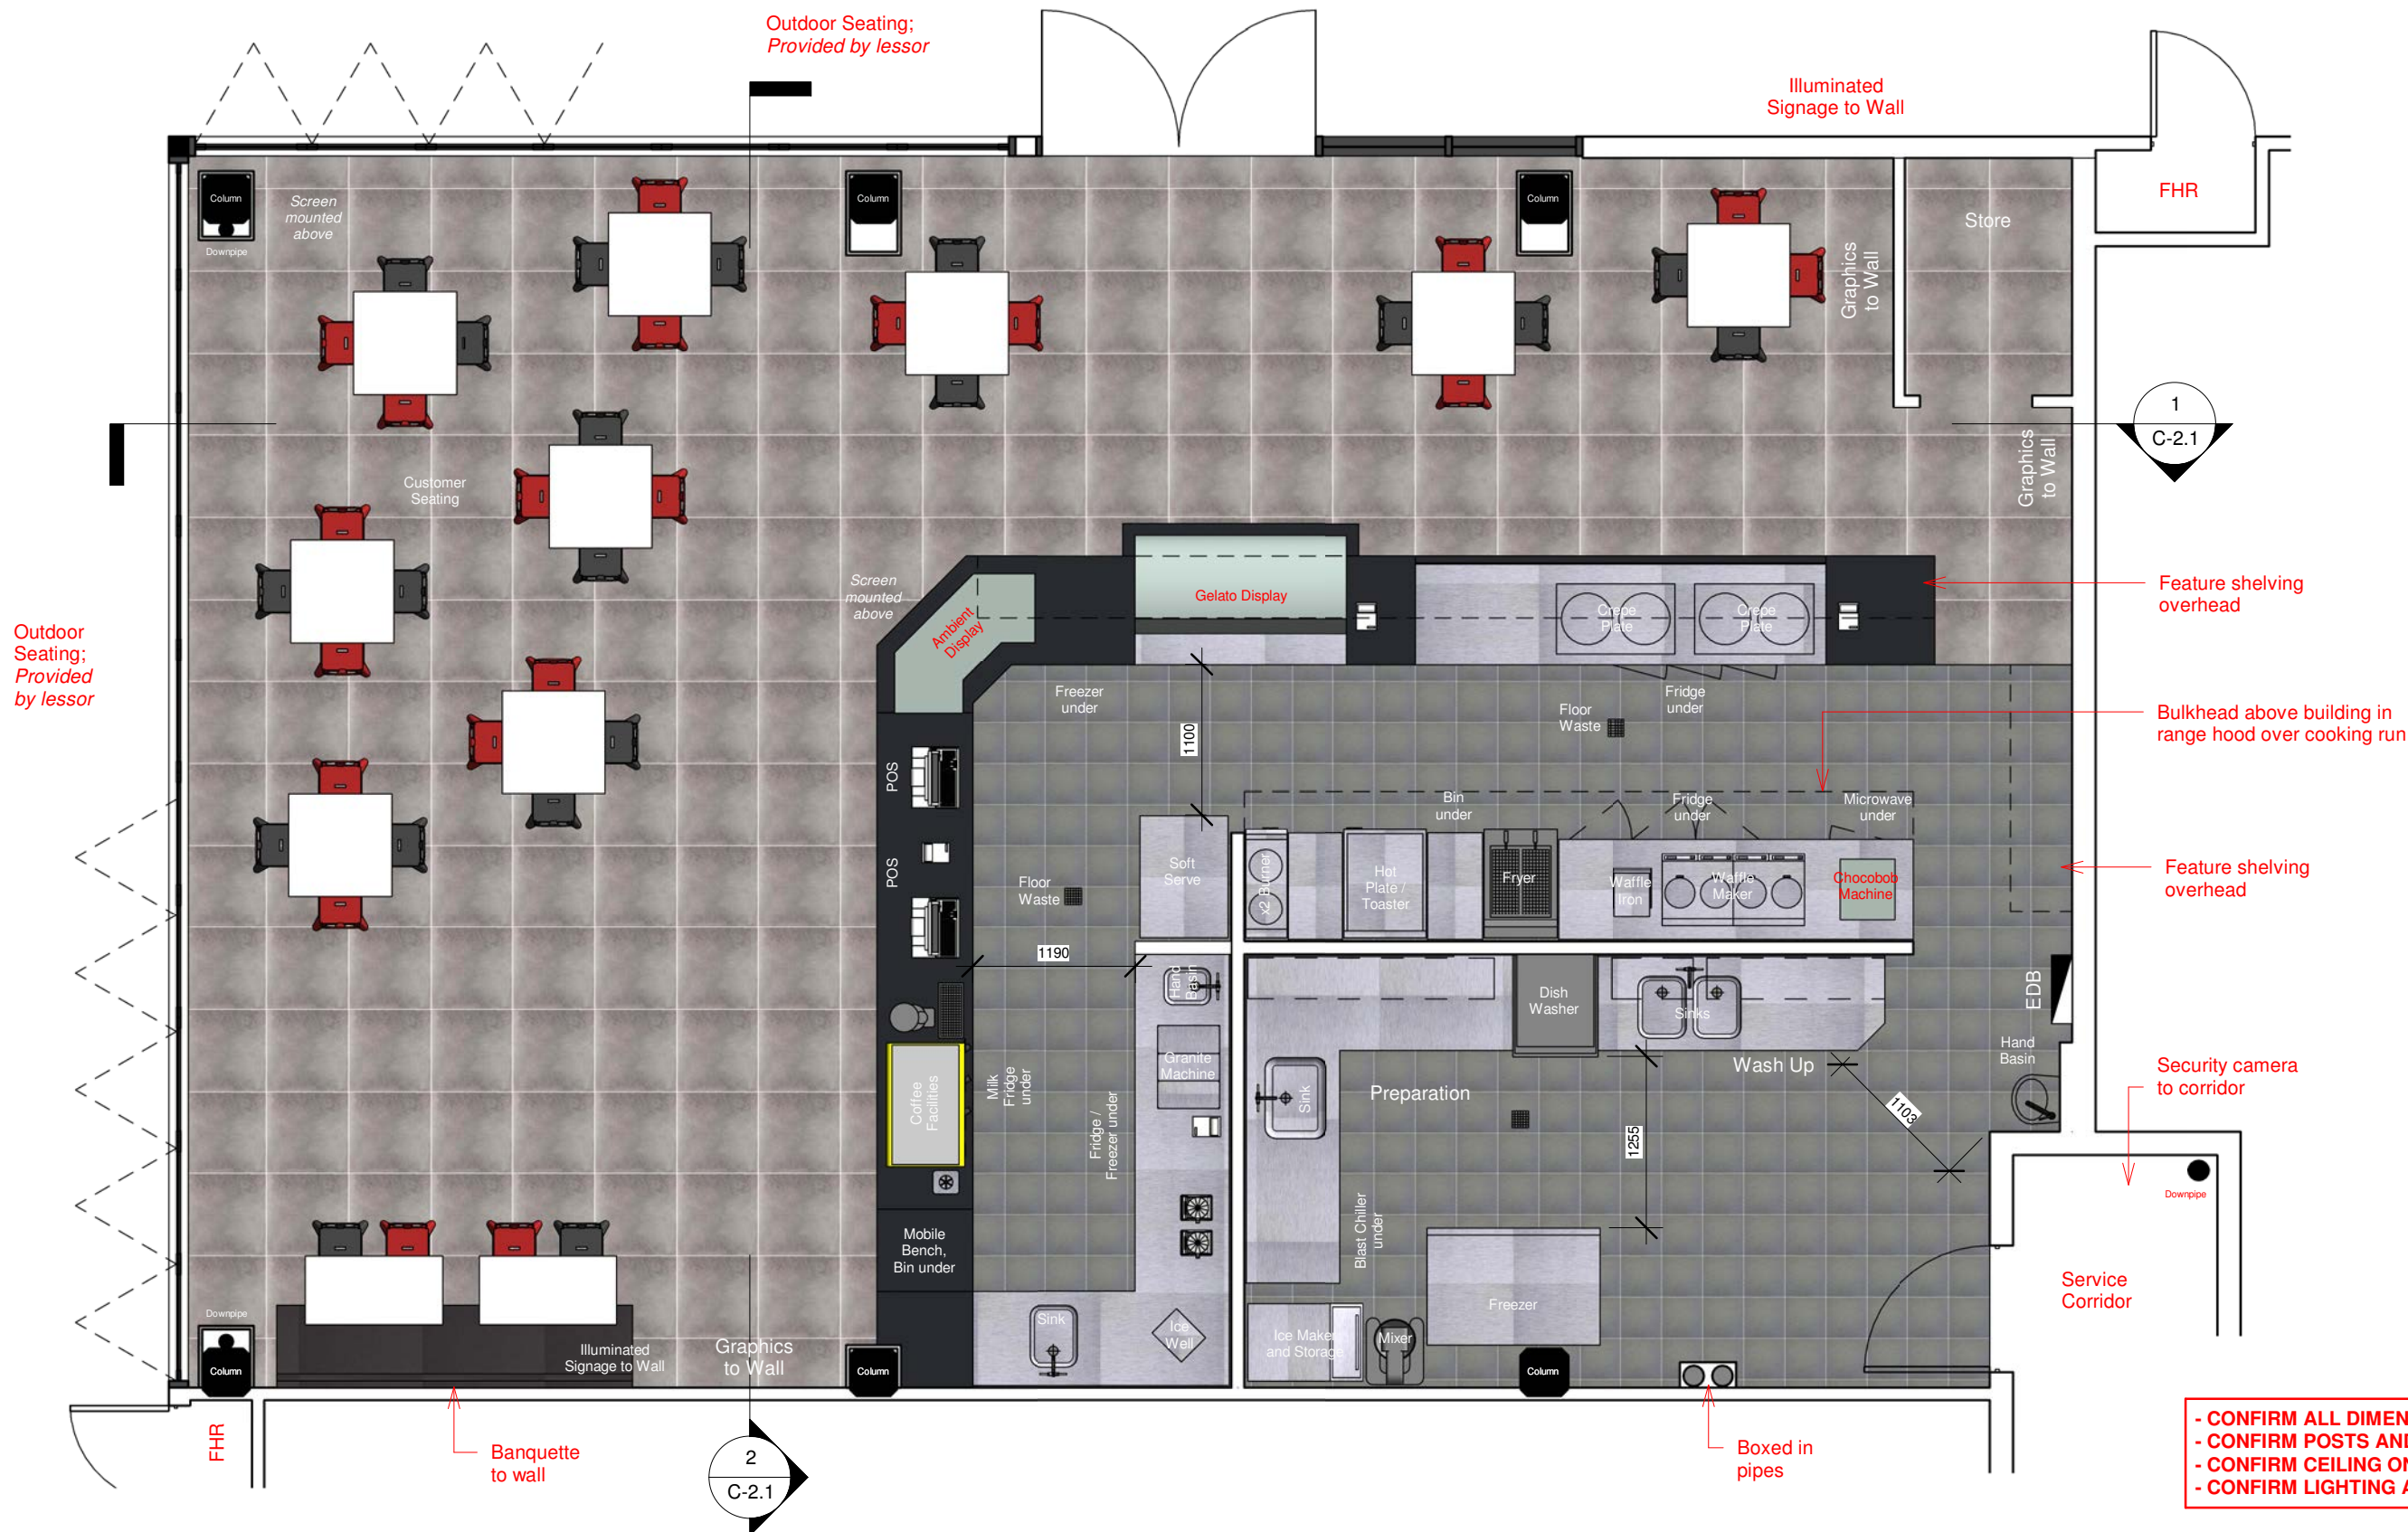 Outdoor Seating;
Provided by lessor
Illuminated
Signage to Wall
FHR
Column
Downpipe
Screen
mounted
above
Column
Column
Graphics
to Wall
Store
1
C-2.1
Customer
Seating
Graphics
to Wall
Screen
mounted
above
Ambient
Display
Gelato Display
Crepe
Plate
Crepe
Plate
Feature shelving
overhead
Outdoor
Seating;
Provided
by lessor
Freezer
under
Floor
Waste
Fridge
under
Bulkhead above building in
range hood over cooking run
1100
POS
Bin
under
Fridge
under
Microwave
under
POS
Floor
Waste
Soft
Serve
x2 Burner
Hot
Plate /
Toaster
Fryer
Waffle
Iron
Waffle
Maker
Chocobob
Machine
Feature shelving
overhead
1190
Hand
Basin
Dish
Washer
Sinks
EDB
Hand
Basin
Granite
Machine
Coffee
Facilities
Milk
Fridge
under
Fridge /
Freezer under
Sink
Preparation
Wash Up
1255
1103
Security camera
to corridor
Downpipe
Mobile
Bench,
Bin under
Blast Chiller
under
Service
Corridor
Downpipe
Column
Illuminated
Signage to Wall
Graphics
to Wall
Column
Sink
Ice
Well
Ice Maker
and Storage
Mixer
Freezer
Column
FHR
Banquette
to wall
2
C-2.1
Boxed in
pipes
- CONFIRM ALL DIMEN
- CONFIRM POSTS AND
- CONFIRM CEILING ON
- CONFIRM LIGHTING A